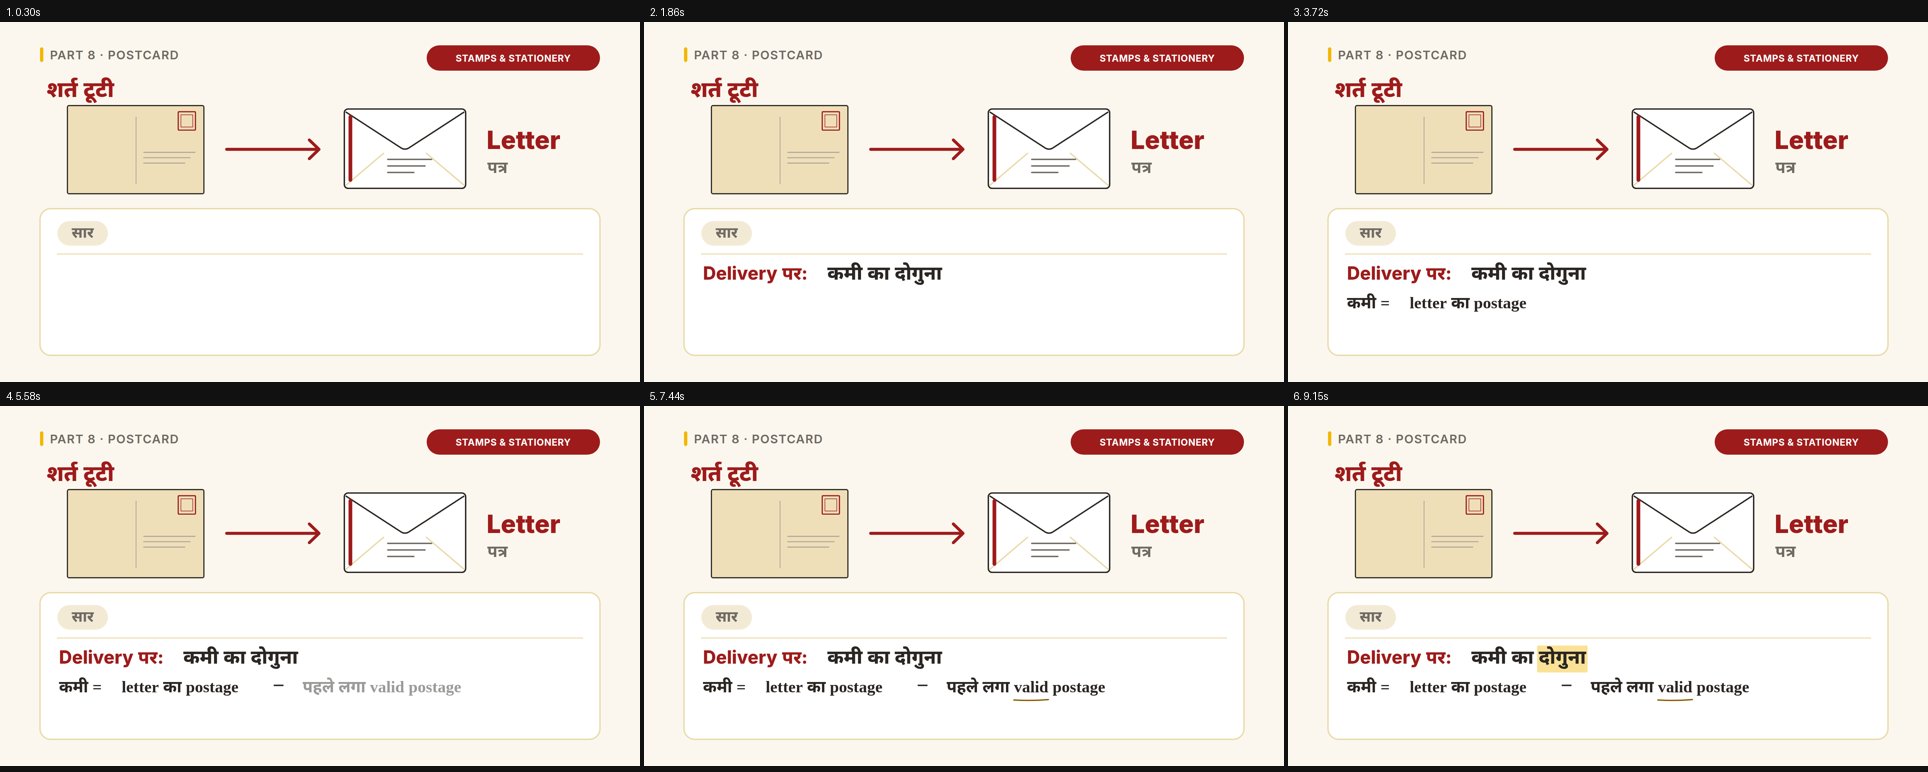 1. 0.30s
PART 8 · POSTCARD
STAMPS & STATIONERY
शर्त टूटी
Letter
पत्र
सार
2. 1.86s
PART 8 · POSTCARD
STAMPS & STATIONERY
शर्त टूटी
Letter
पत्र
सार
Delivery पर: कमी का दोगुना
3. 3.72s
PART 8 · POSTCARD
STAMPS & STATIONERY
शर्त टूटी
Letter
पत्र
सार
Delivery पर: कमी का दोगुना
कमी = letter का postage
4. 5.58s
PART 8 · POSTCARD
STAMPS & STATIONERY
शर्त टूटी
Letter
पत्र
सार
Delivery पर: कमी का दोगुना
कमी = letter का postage – पहले लगा valid postage
5. 7.44s
PART 8 · POSTCARD
STAMPS & STATIONERY
शर्त टूटी
Letter
पत्र
सार
Delivery पर: कमी का दोगुना
कमी = letter का postage – पहले लगा valid postage
6. 9.15s
PART 8 · POSTCARD
STAMPS & STATIONERY
शर्त टूटी
Letter
पत्र
सार
Delivery पर: कमी का दोगुना
कमी = letter का postage – पहले लगा valid postage